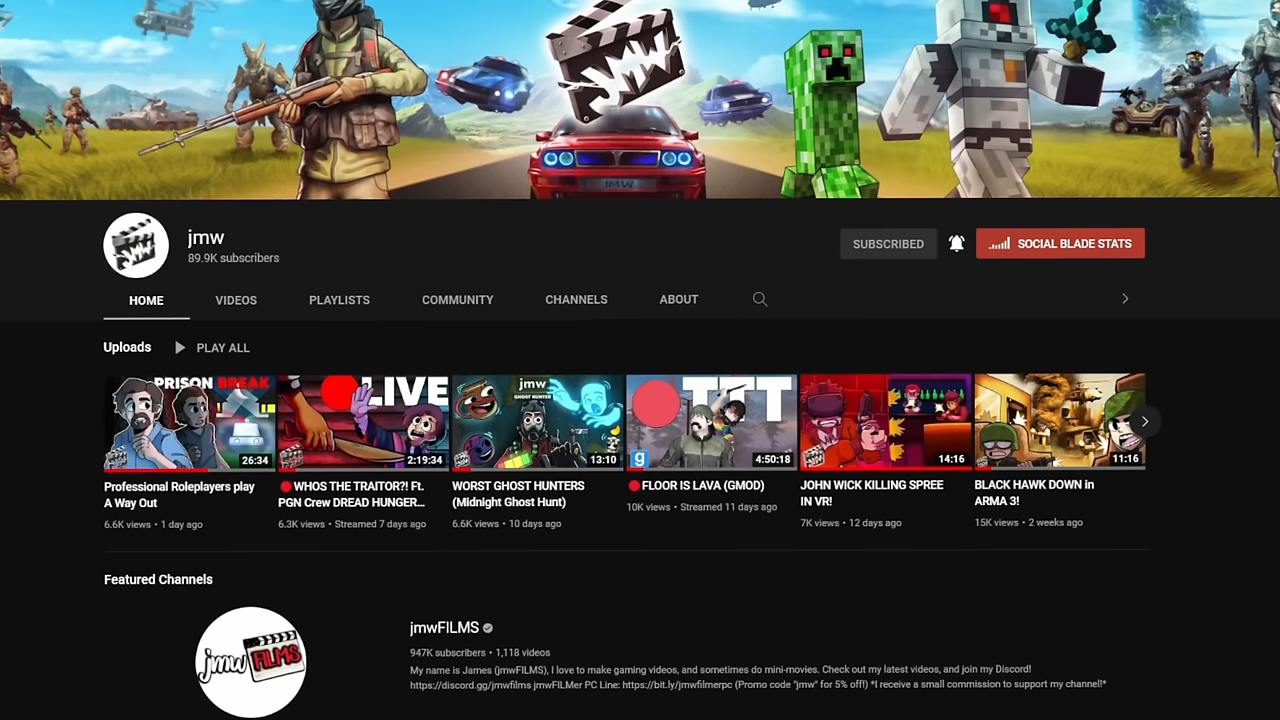 JMW
jmw
89.9K subscribers
SUBSCRIBED
SOCIAL BLADE STATS
HOME
VIDEOS
PLAYLISTS
COMMUNITY
CHANNELS
ABOUT
Uploads
PLAY ALL
PRISON BREAK
26:34
LIVE
2:19:34
jmw
GHOST HUNTER
13:10
TTT
g
4:50:18
14:16
11:16
Professional Roleplayers play
A Way Out
6.6K views • 1 day ago
WHOS THE TRAITOR?! Ft.
PGN Crew DREAD HUNGER...
6.3K views • Streamed 7 days ago
WORST GHOST HUNTERS
(Midnight Ghost Hunt)
6.6K views • 10 days ago
FLOOR IS LAVA (GMOD)
10K views • Streamed 11 days ago
JOHN WICK KILLING SPREE
IN VR!
7K views • 12 days ago
BLACK HAWK DOWN in
ARMA 3!
15K views • 2 weeks ago
Featured Channels
jmw FILMS
jmwFILMS
947K subscribers • 1,118 videos
My name is James (jmwFILMS), I love to make gaming videos, and sometimes do mini-movies. Check out my latest videos, and join my Discord!
https://discord.gg/jmwfilms jmwFILMer PC Line: https://bit.ly/jmwfilmerpc (Promo code "jmw" for 5% off!) *I receive a small commission to support my channel!*